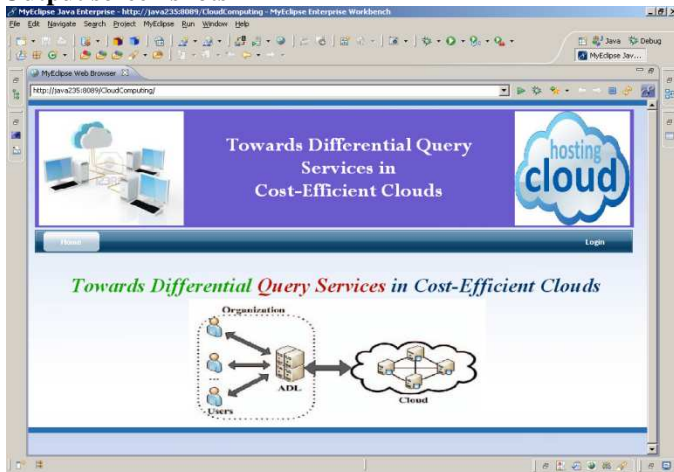 MyEclipse Java Enterprise - http://java235:8089/CloudComputing - MyEclipse Enterprise Workbench
File Edit Navigate Search Project MyEclipse Run Window Help
Java Debug
MyEclipse Jav...
MyEclipse Web Browser
http://java235:8089/CloudComputing/
Towards Differential Query
Services in
Cost-Efficient Clouds
hosting
cloud
Home Login
Towards Differential Query Services in Cost-Efficient Clouds
Organization
...
ADL
Cloud
Users